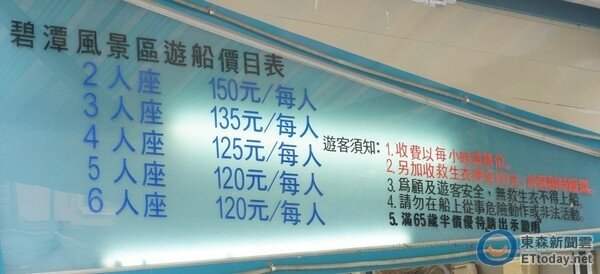 碧潭風景區遊船價目表
2人座 150元/每人
3人座 135元/每人
4人座 125元/每人
5人座 120元/每人
6人座 120元/每人
遊客須知:
1.收費以每小時
2.另加收救生衣
3.爲顧及遊客安全,無救生衣不得上船
4.請勿在船上從事危險動作或非法活動。
5.滿65歲半價優待請出示證明
東森新聞雲
ETtoday.net